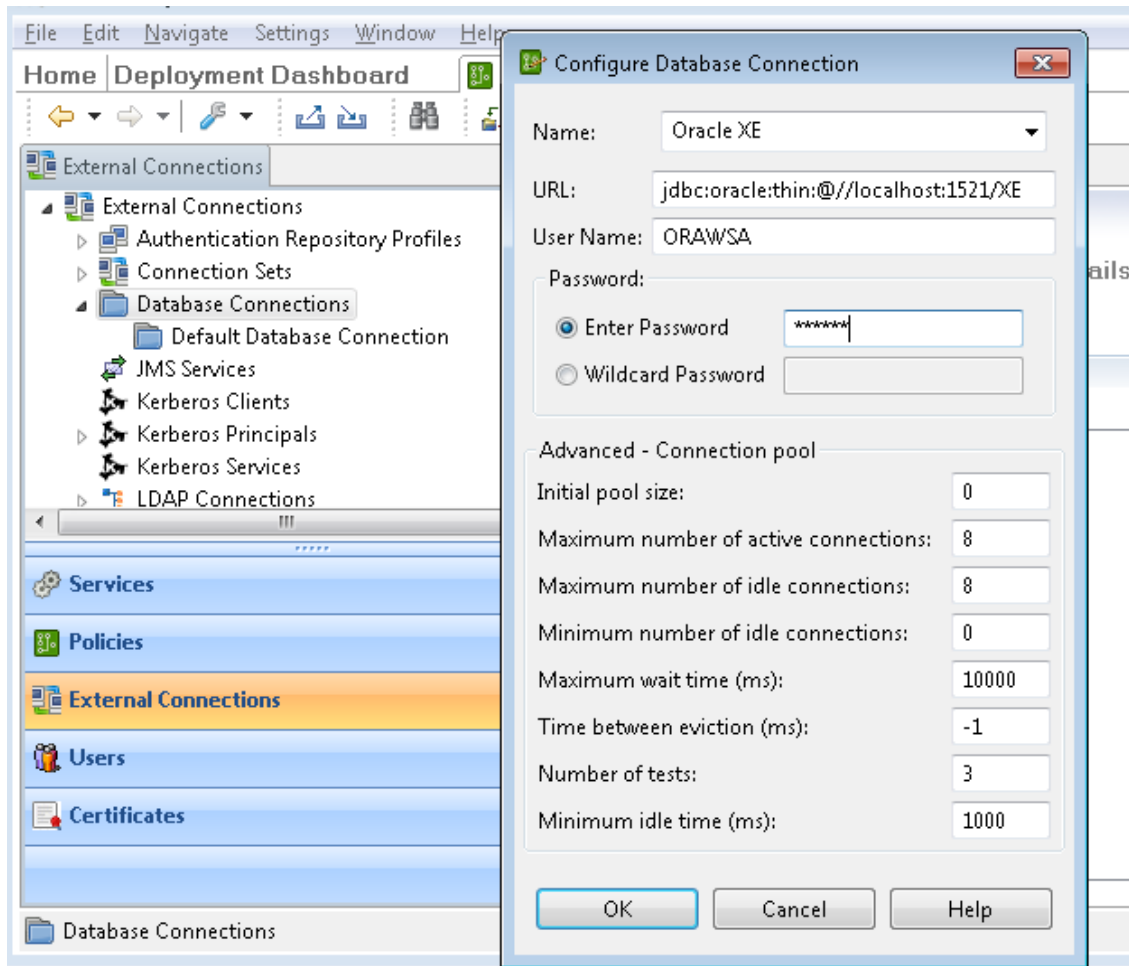 File Edit Navigate Settings Window Help
Home Deployment Dashboard
External Connections
External Connections
Authentication Repository Profiles
Connection Sets
Database Connections
Default Database Connection
JMS Services
Kerberos Clients
Kerberos Principals
Kerberos Services
LDAP Connections
Services
Policies
External Connections
Users
Certificates
Database Connections
Configure Database Connection
Name: Oracle XE
URL: jdbc:oracle:thin:@//localhost:1521/XE
User Name: ORAWSA
Password:
Enter Password ******
Wildcard Password
Advanced - Connection pool
Initial pool size: 0
Maximum number of active connections: 8
Maximum number of idle connections: 8
Minimum number of idle connections: 0
Maximum wait time (ms): 10000
Time between eviction (ms): -1
Number of tests: 3
Minimum idle time (ms): 1000
OK Cancel Help
ails